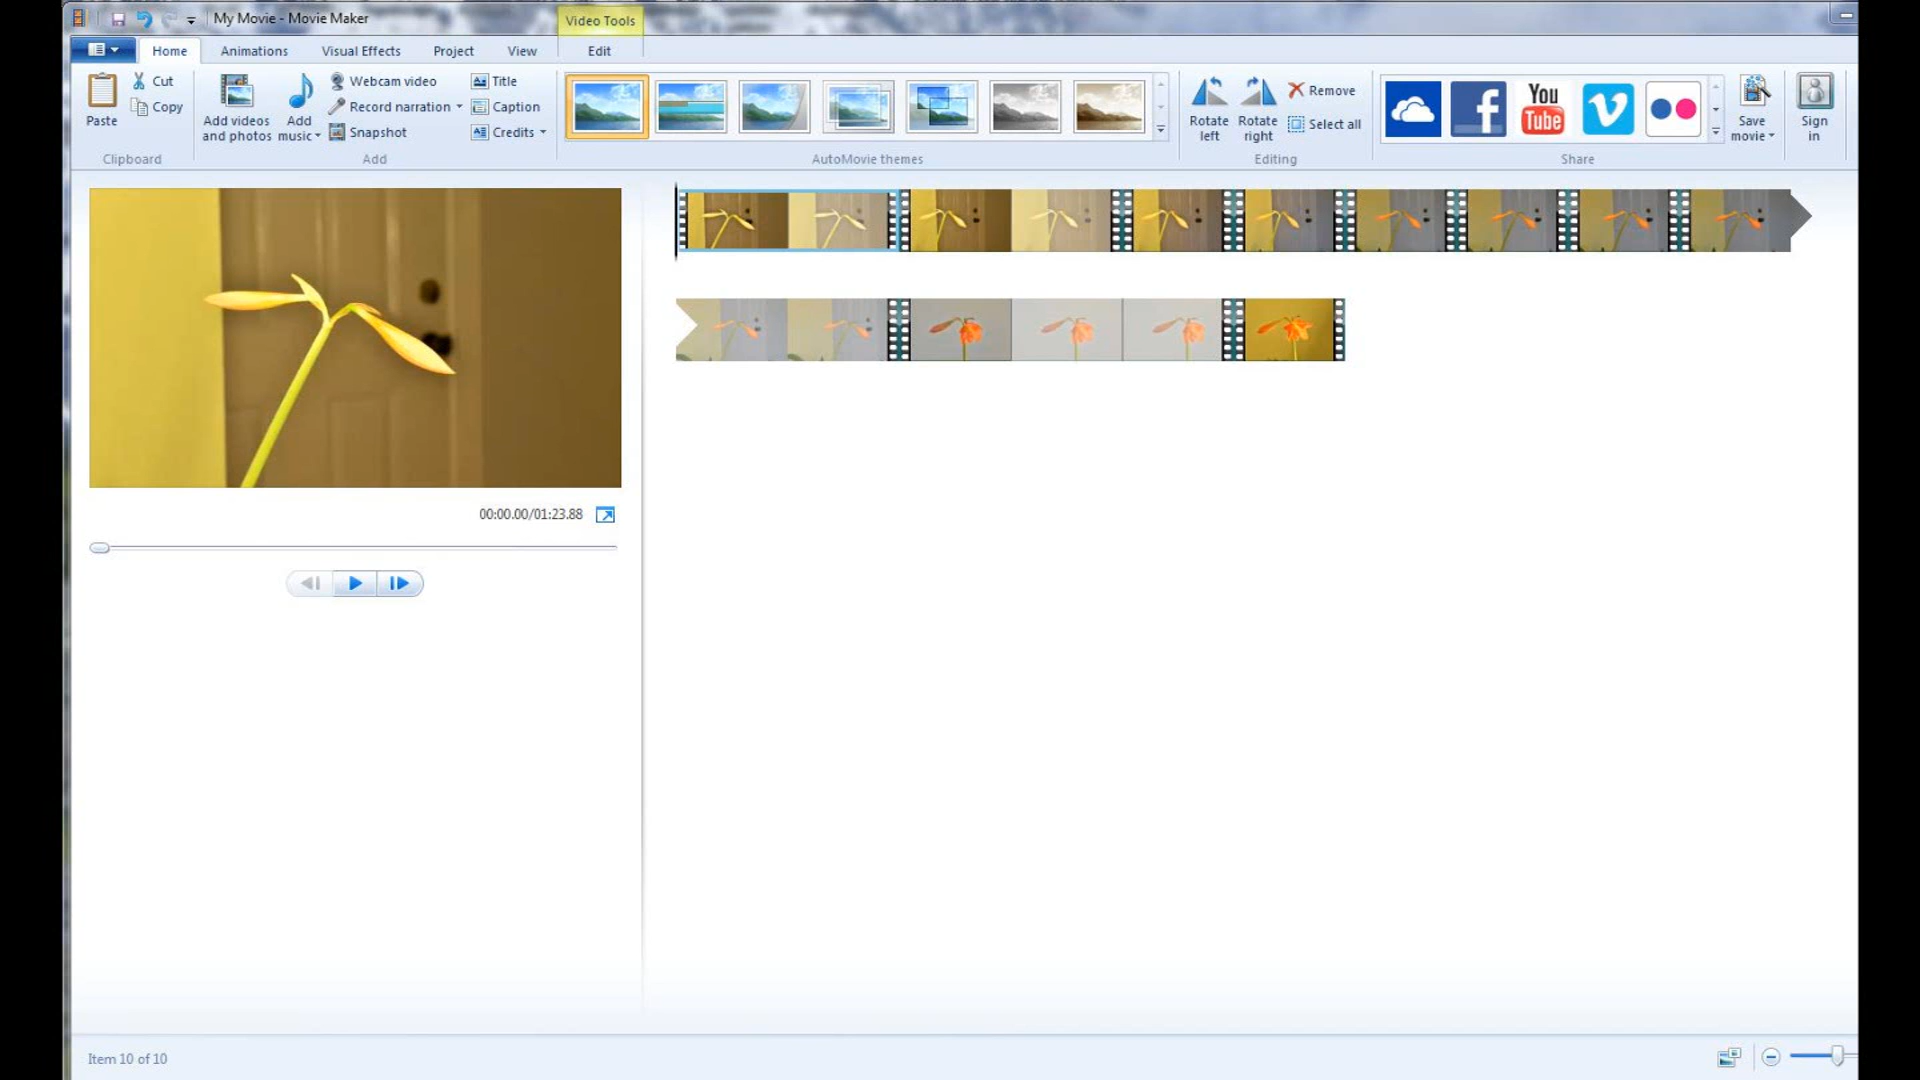 My Movie - Movie Maker
Video Tools
Home
Animations
Visual Effects
Project
View
Edit
Paste
Cut
Copy
Clipboard
Add videos
and photos
Add
music
Webcam video
Record narration
Snapshot
Title
Caption
Credits
Add
AutoMovie themes
Rotate
left
Rotate
right
Remove
Select all
Editing
You
Tube
Share
Save
movie
Sign
in
00:00.00/01:23.88
Item 10 of 10